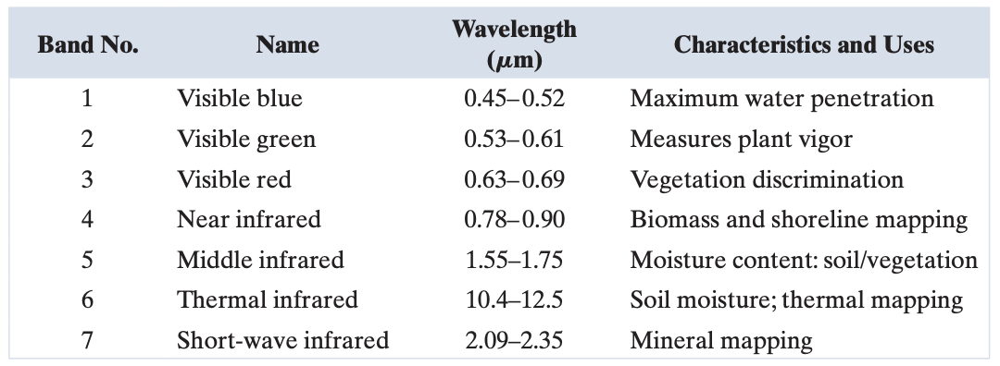 Band No. Name Wavelength (μm) Characteristics and Uses
1 Visible blue 0.45–0.52 Maximum water penetration
2 Visible green 0.53–0.61 Measures plant vigor
3 Visible red 0.63–0.69 Vegetation discrimination
4 Near infrared 0.78–0.90 Biomass and shoreline mapping
5 Middle infrared 1.55–1.75 Moisture content: soil/vegetation
6 Thermal infrared 10.4–12.5 Soil moisture; thermal mapping
7 Short-wave infrared 2.09–2.35 Mineral mapping